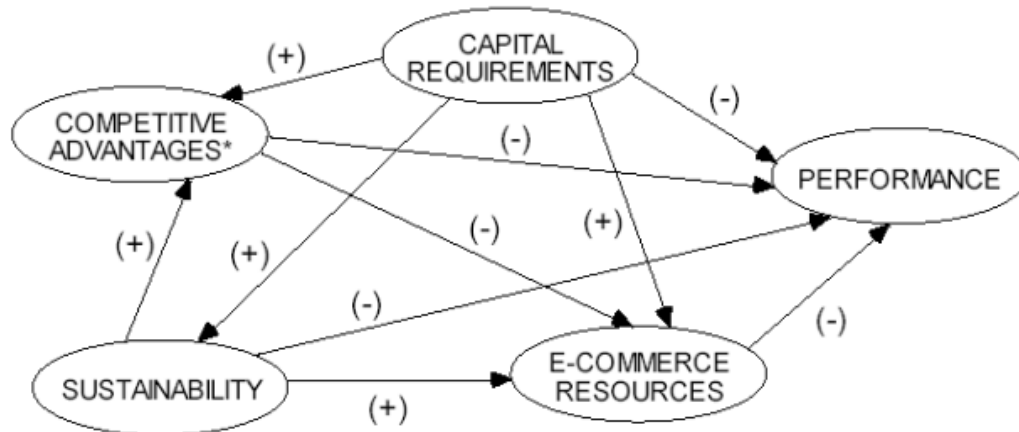 CAPITAL
REQUIREMENTS
(+)
(-)
COMPETITIVE
ADVANTAGES*
(-)
PERFORMANCE
(+)
(+)
(-)
(+)
(-)
(-)
SUSTAINABILITY
(+)
E-COMMERCE
RESOURCES